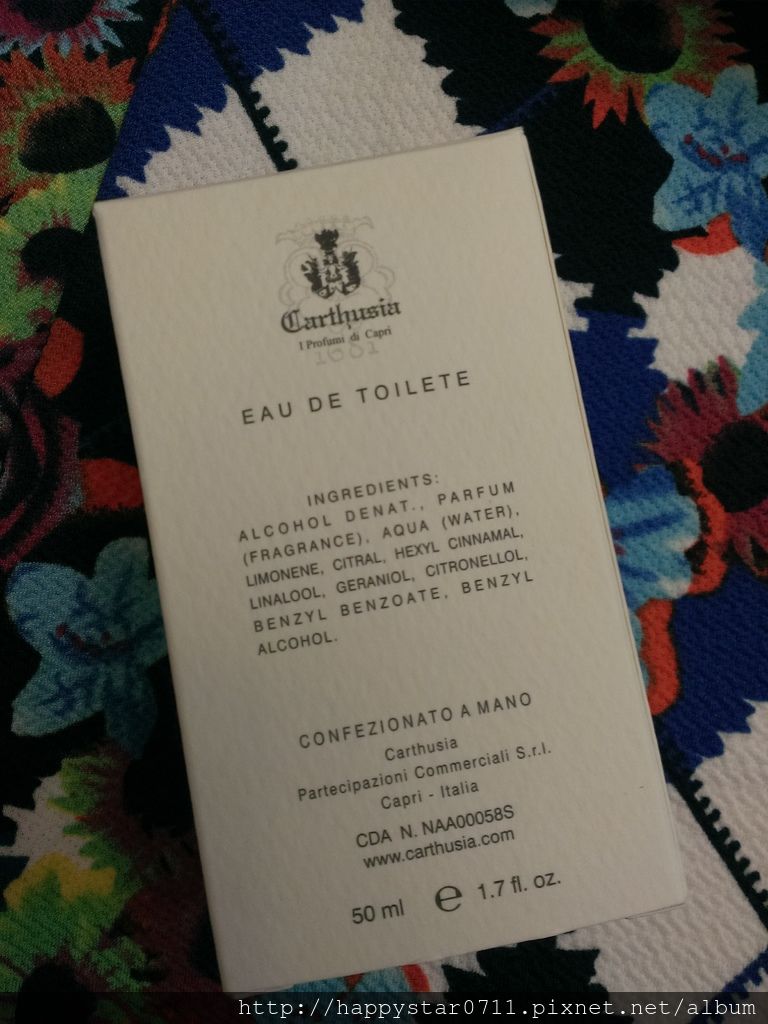 Carthusia
I Profumi di Capri
1681
EAU DE TOILETE
INGREDIENTS:
ALCOHOL DENAT., PARFUM
(FRAGRANCE), AQUA (WATER),
LIMONENE, CITRAL, HEXYL CINNAMAL,
LINALOOL, GERANIOL, CITRONELLOL,
BENZYL BENZOATE, BENZYL
ALCOHOL.
CONFEZIONATO A MANO
Carthusia
Partecipazioni Commerciali S.r.l.
Capri - Italia
CDA N. NAA00058S
www.carthusia.com
50 ml e 1.7 fl. oz.
http://happystar0711.pixnet.net/album